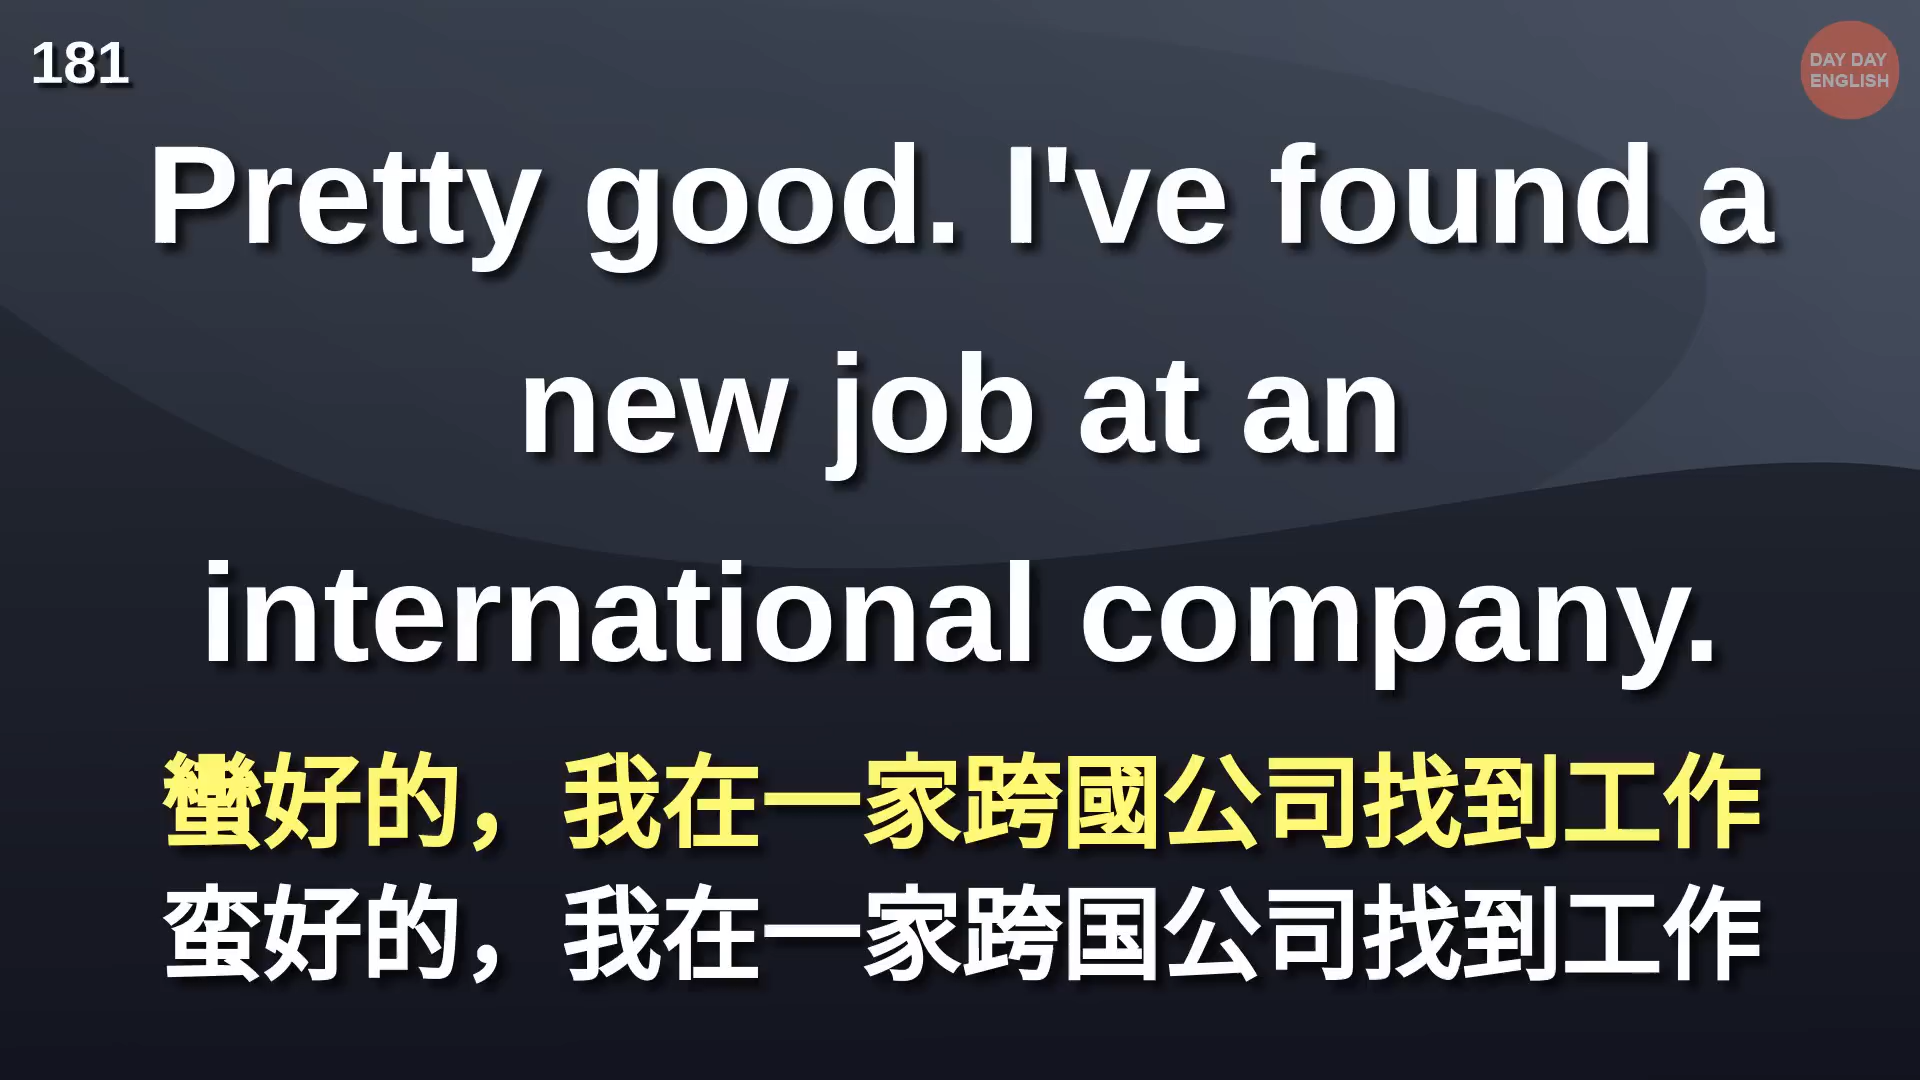 181
DAY DAY
ENGLISH
Pretty good. I've found a
new job at an
international company.
蠻好的，我在一家跨國公司找到工作
蛮好的，我在一家跨国公司找到工作